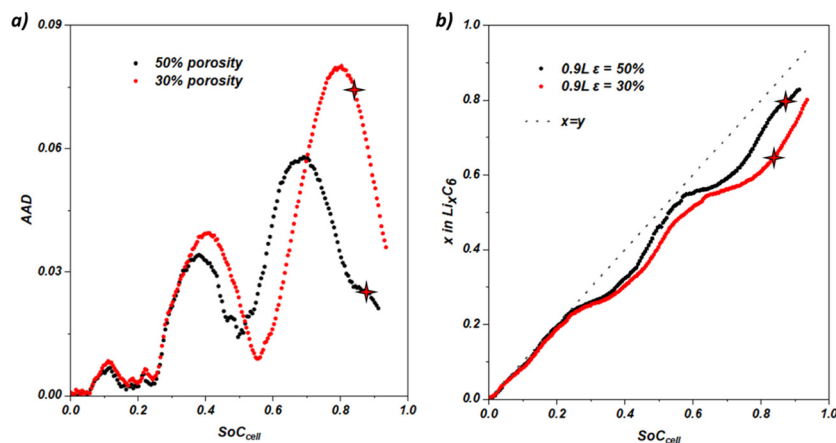 a)
0.09
50% porosity
30% porosity
0.06
AAD
0.03
0.00
0.0 0.2 0.4 0.6 0.8 1.0
SoCcell
b)
1.0
0.9L ε = 50%
0.9L ε = 30%
0.8
x=y
0.6
x in LiXC6
0.4
0.2
0.0
0.0 0.2 0.4 0.6 0.8 1.0
SoCcell